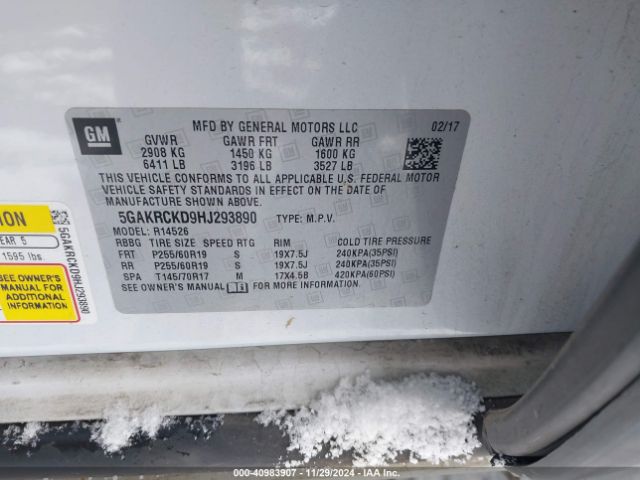 GM
MFD BY GENERAL MOTORS LLC 02/17
GVWR GAWR FRT GAWR RR
2908 KG 1450 KG 1600 KG
6411 LB 3196 LB 3527 LB
THIS VEHICLE CONFORMS TO ALL APPLICABLE U.S. FEDERAL MOTOR
VEHICLE SAFETY STANDARDS IN EFFECT ON THE DATE OF
MANUFACTURE SHOWN ABOVE.
5GAKRCKD9HJ293890 TYPE: M.P.V.
MODEL: R14526
RBBG TIRE SIZE SPEED RTG RIM COLD TIRE PRESSURE
FRT P255/60R19 S 19X7.5J 240KPA(35PSI)
RR P255/60R19 S 19X7.5J 240KPA(35PSI)
SPA T145/70R17 M 17X4.5B 420KPA(60PSI)
SEE OWNER'S MANUAL FOR MORE INFORMATION.
TION
EAR 5
1595 lbs.
SEE OWNER'S
MANUAL FOR
ADDITIONAL
INFORMATION
5GAKRCKD9HJ293890
000-40983907 - 11/29/2024 - IAA Inc.